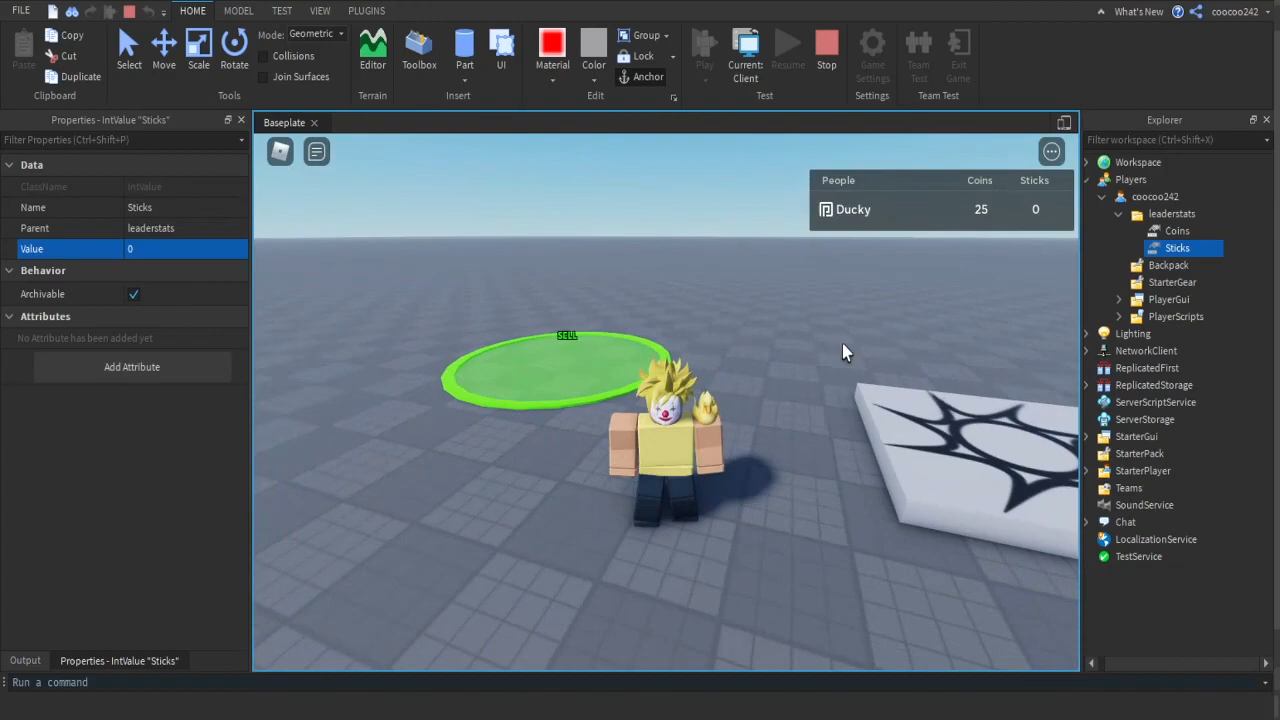 FILE HOME MODEL TEST VIEW PLUGINS What's New coocoo242
Paste Copy Cut Duplicate Select Move Scale Rotate Mode: Geometric Collisions Join Surfaces Editor Toolbox Part UI Material Color Group Lock Anchor Play Current: Client Resume Stop Game Settings Team Test Exit Game
Clipboard Tools Terrain Insert Edit Test Settings Team Test
Properties - IntValue "Sticks"
Filter Properties (Ctrl+Shift+P)
Data
ClassName IntValue
Name Sticks
Parent leaderstats
Value 0
Behavior
Archivable
Attributes
No Attribute has been added yet
Add Attribute
Output Properties - IntValue "Sticks"
Run a command
Baseplate
People Coins Sticks
Ducky 25 0
SELL
Explorer
Filter workspace (Ctrl+Shift+X)
Workspace
Players
coocoo242
leaderstats
Coins
Sticks
Backpack
StarterGear
PlayerGui
PlayerScripts
Lighting
NetworkClient
ReplicatedFirst
ReplicatedStorage
ServerScriptService
ServerStorage
StarterGui
StarterPack
StarterPlayer
Teams
SoundService
Chat
LocalizationService
TestService